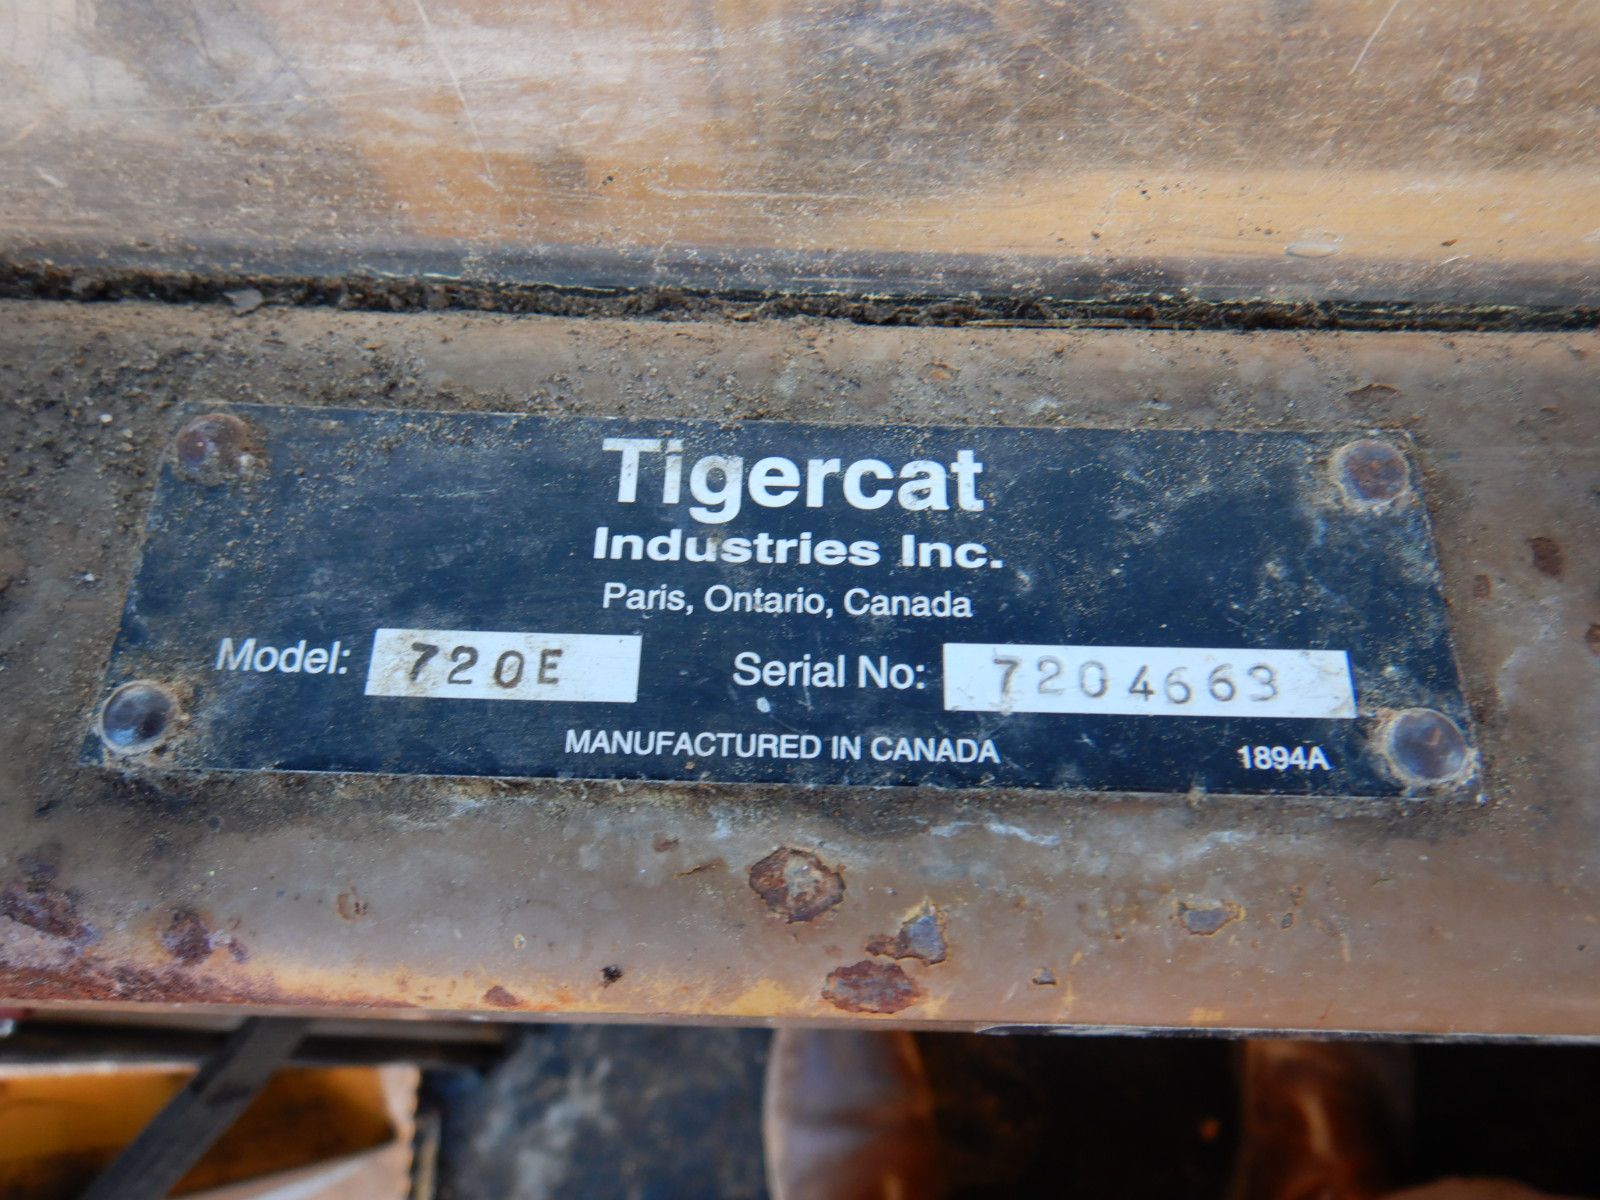 Tigercat
Industries Inc.
Paris, Ontario, Canada
Model: 720E Serial No: 7204663
MANUFACTURED IN CANADA 1894A